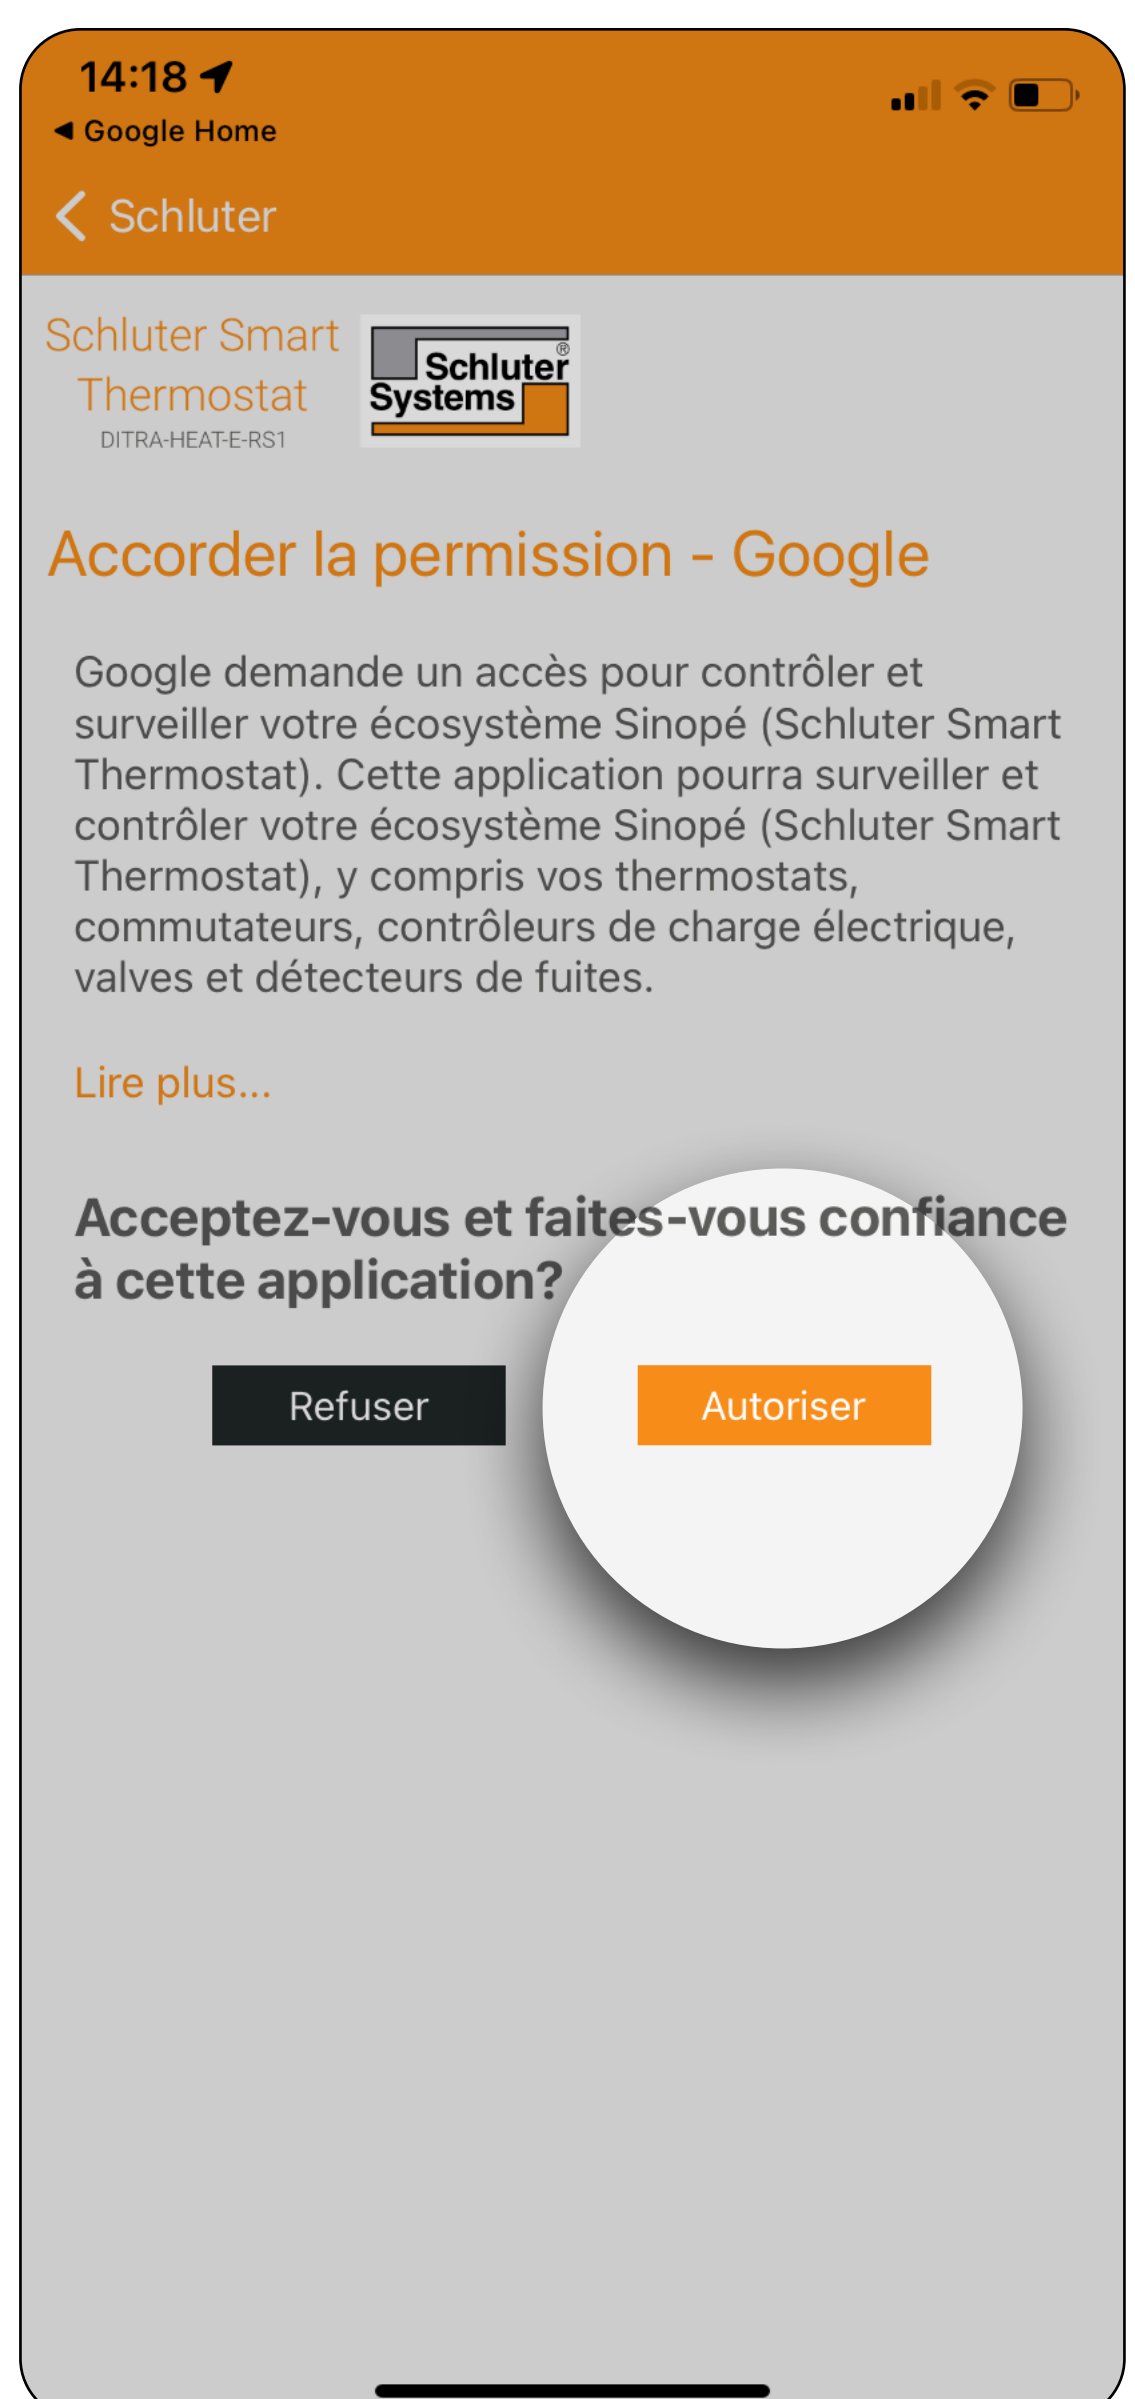 14:18
Google Home
Schluter
Schluter Smart
Thermostat
DITRA-HEAT-E-RS1
Schluter®
Systems
Accorder la permission - Google
Google demande un accès pour contrôler et
surveiller votre écosystème Sinopé (Schluter Smart
Thermostat). Cette application pourra surveiller et
contrôler votre écosystème Sinopé (Schluter Smart
Thermostat), y compris vos thermostats,
commutateurs, contrôleurs de charge électrique,
valves et détecteurs de fuites.
Lire plus...
Acceptez-vous et faites-vous confiance
à cette application?
Refuser
Autoriser